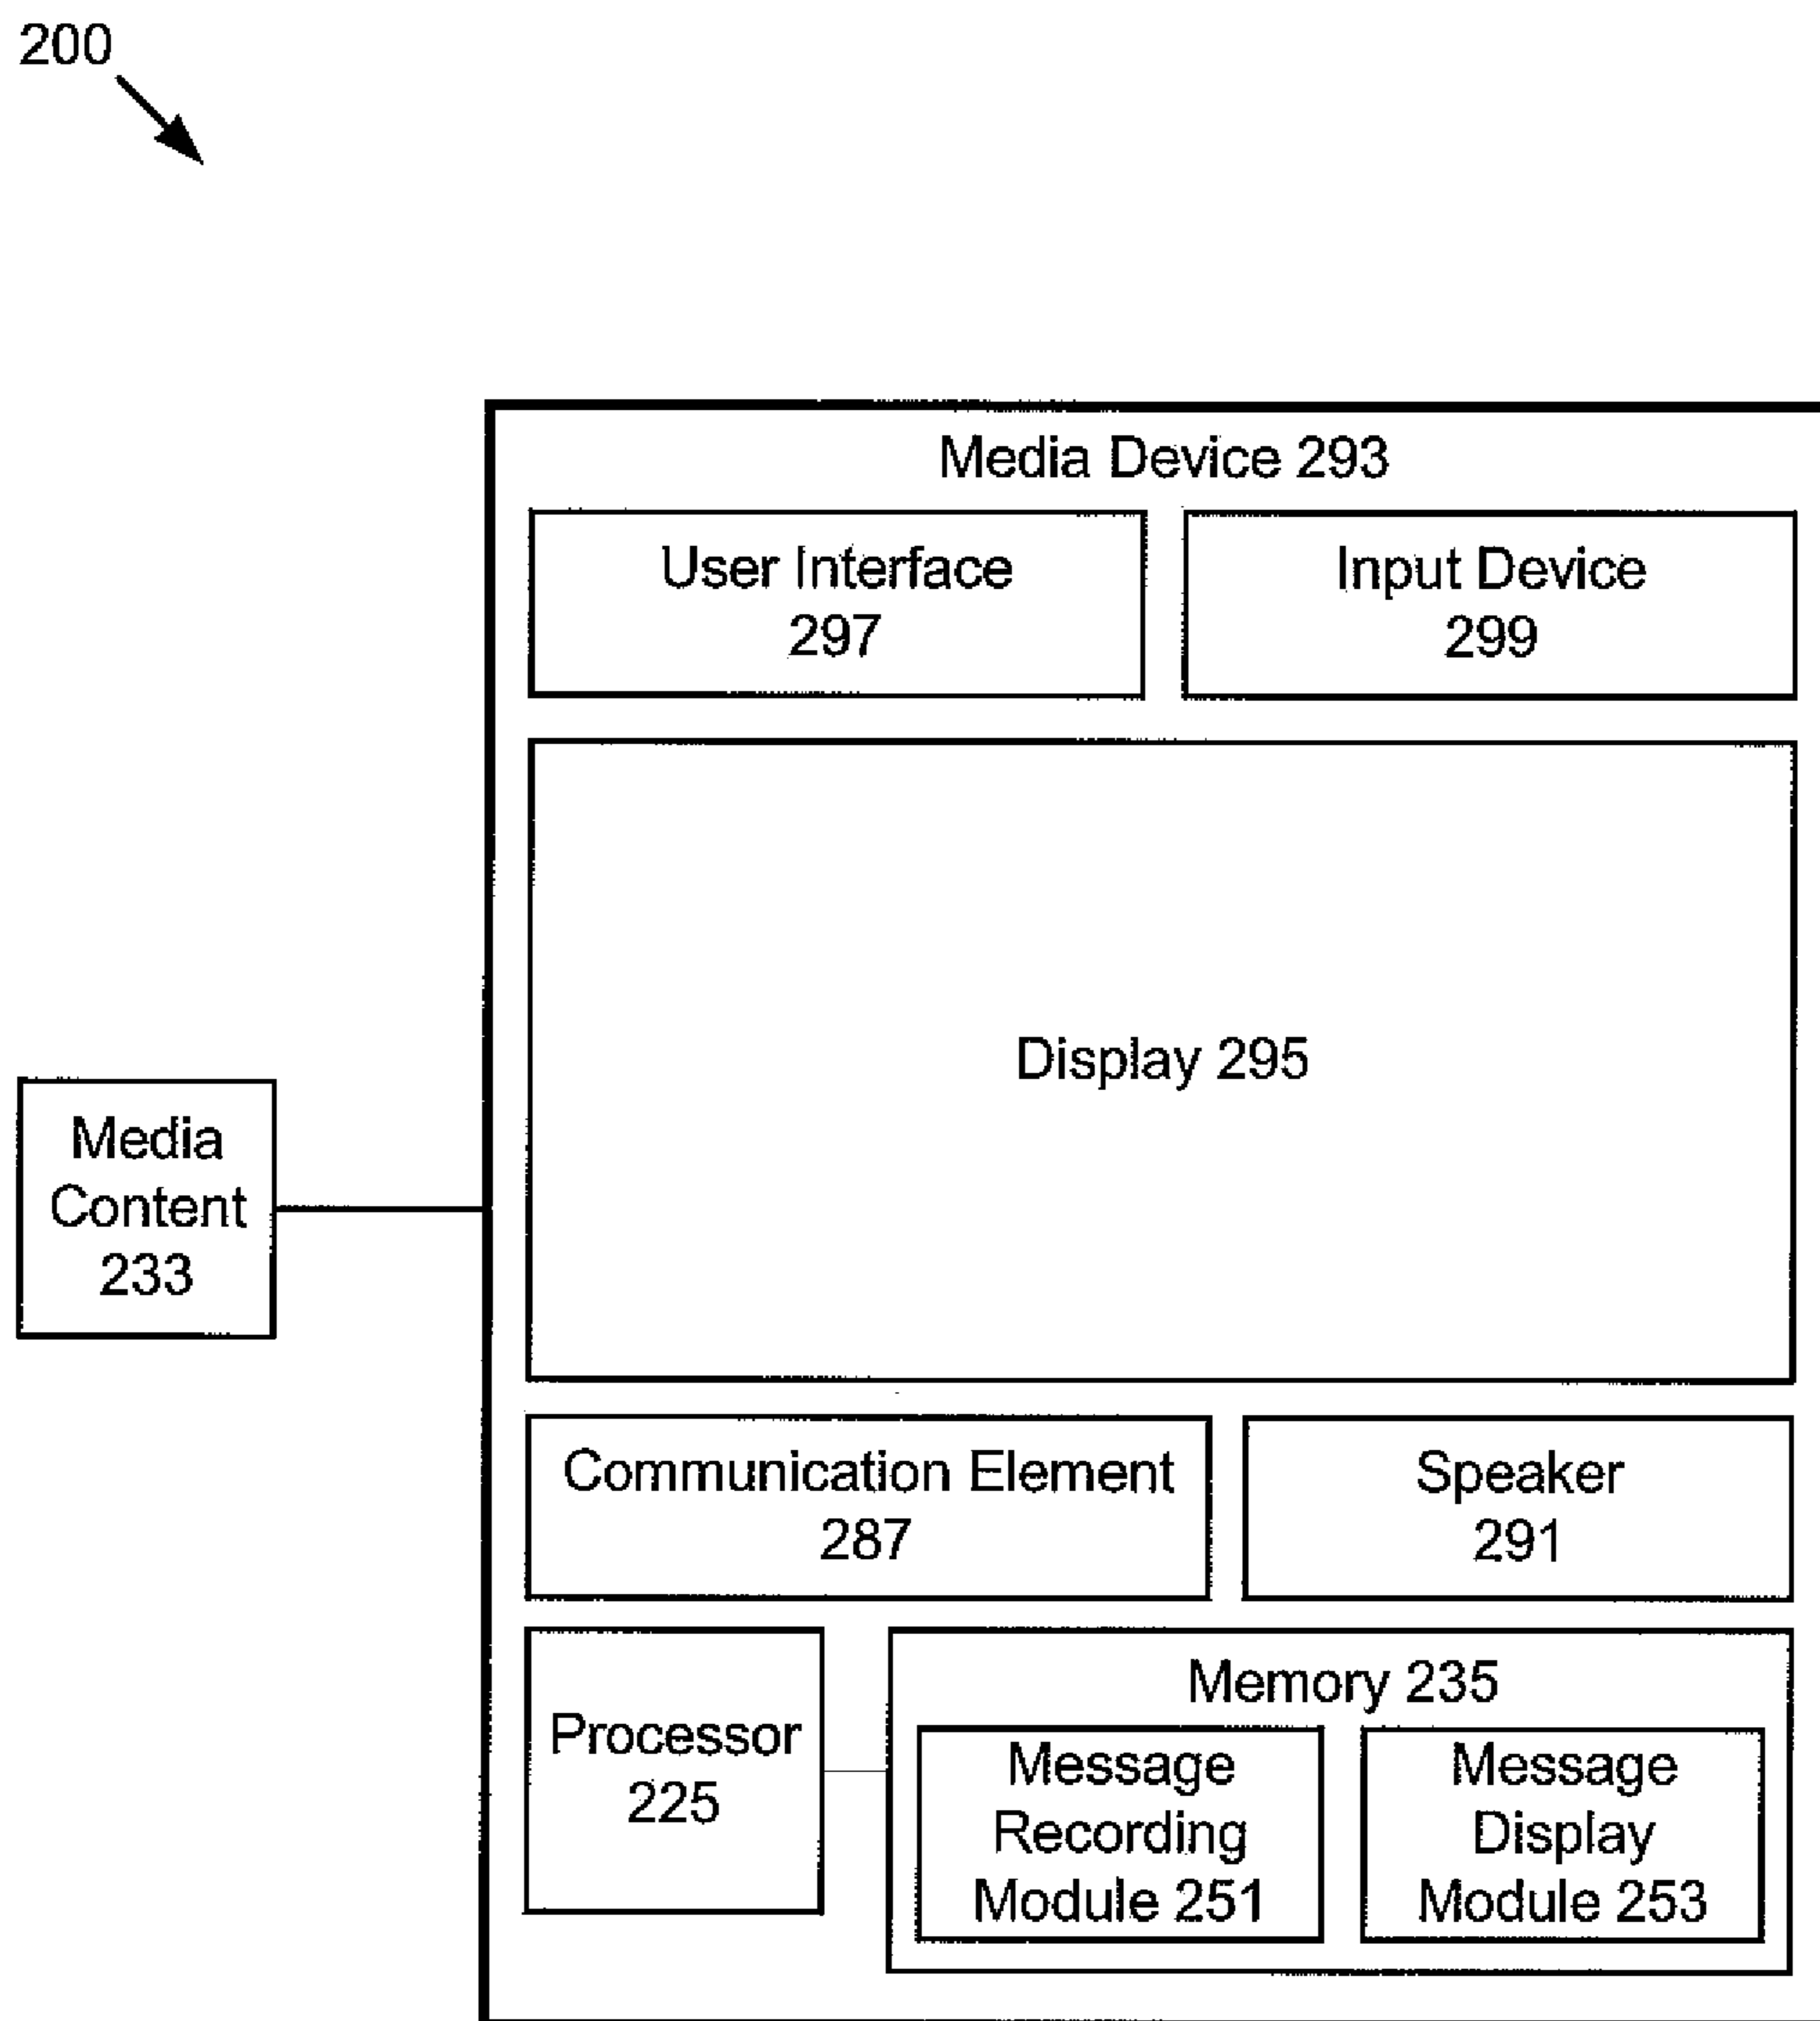 200
Media Device 293
User Interface
297
Input Device
299
Display 295
Media
Content
233
Communication Element
287
Speaker
291
Processor
225
Memory 235
Message
Recording
Module 251
Message
Display
Module 253